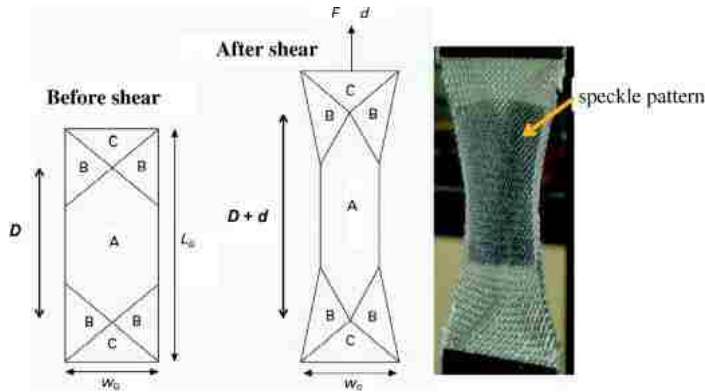 F d
After shear
Before shear
C
B B
A
B B
C
D
L_G
w_G
C
B B
A
B B
C
D + d
w_G
speckle pattern